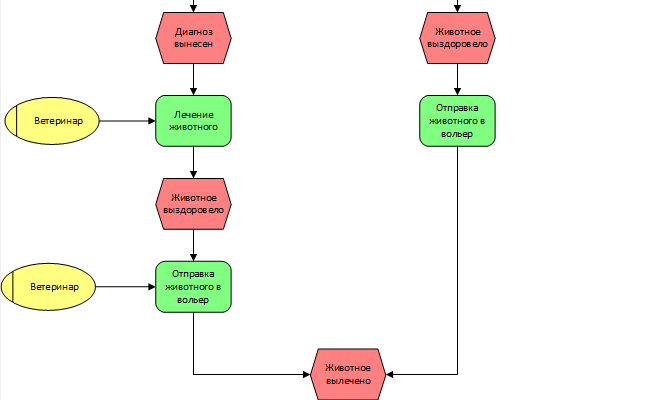 Диагноз
вынесен
Животное
выздоровело
Ветеринар
Лечение
животного
Отправка
животного в
вольер
Животное
выздоровело
Ветеринар
Отправка
животного в
вольер
Животное
вылечено